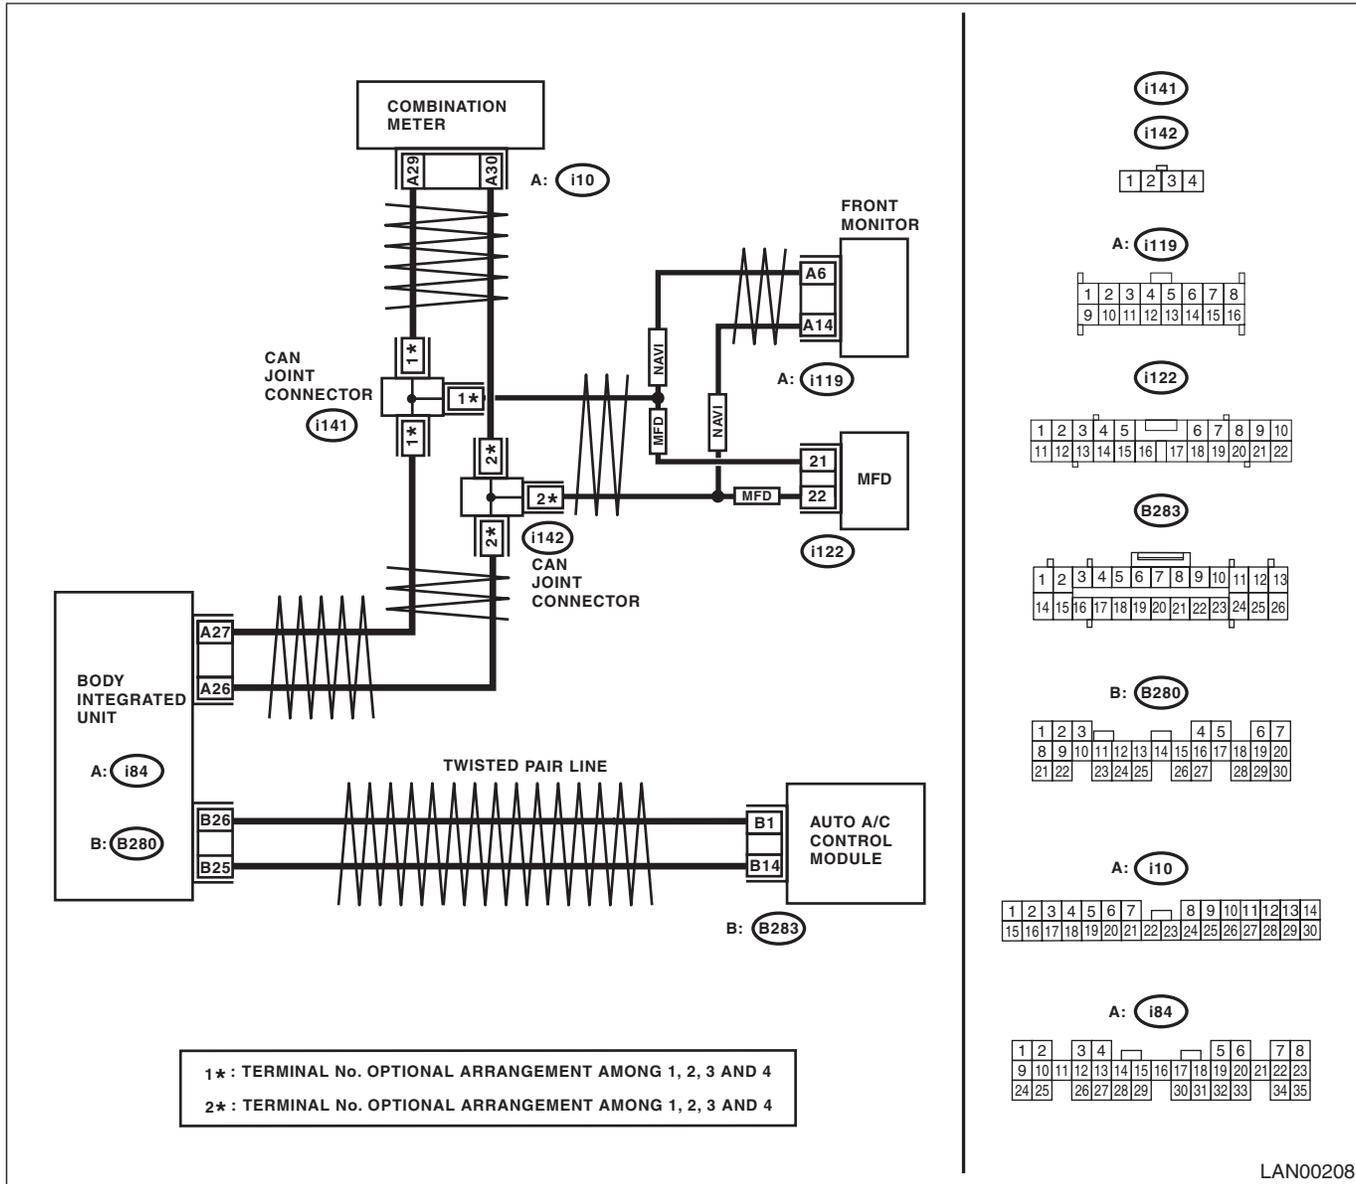 COMBINATION
METER
A29
A30
A: i10
FRONT
MONITOR
A6
A14
NAVI
NAVI
A: i119
CAN
JOINT
CONNECTOR
i141
1*
1*
1*
MFD
21
22
MFD
MFD
i122
2*
2*
2*
i142
CAN
JOINT
CONNECTOR
A27
A26
BODY
INTEGRATED
UNIT
A: i84
B: B280
B26
B25
TWISTED PAIR LINE
B1
B14
AUTO A/C
CONTROL
MODULE
B: B283
1* : TERMINAL No. OPTIONAL ARRANGEMENT AMONG 1, 2, 3 AND 4
2* : TERMINAL No. OPTIONAL ARRANGEMENT AMONG 1, 2, 3 AND 4
i141
i142
1 2 3 4
A: i119
1 2 3 4 5 6 7 8
9 10 11 12 13 14 15 16
i122
1 2 3 4 5 6 7 8 9 10
11 12 13 14 15 16 17 18 19 20 21 22
B283
1 2 3 4 5 6 7 8 9 10 11 12 13
14 15 16 17 18 19 20 21 22 23 24 25 26
B: B280
1 2 3 4 5 6 7
8 9 10 11 12 13 14 15 16 17 18 19 20
21 22 23 24 25 26 27 28 29 30
A: i10
1 2 3 4 5 6 7 8 9 10 11 12 13 14
15 16 17 18 19 20 21 22 23 24 25 26 27 28 29 30
A: i84
1 2 3 4 5 6 7 8
9 10 11 12 13 14 15 16 17 18 19 20 21 22 23
24 25 26 27 28 29 30 31 32 33 34 35
LAN00208